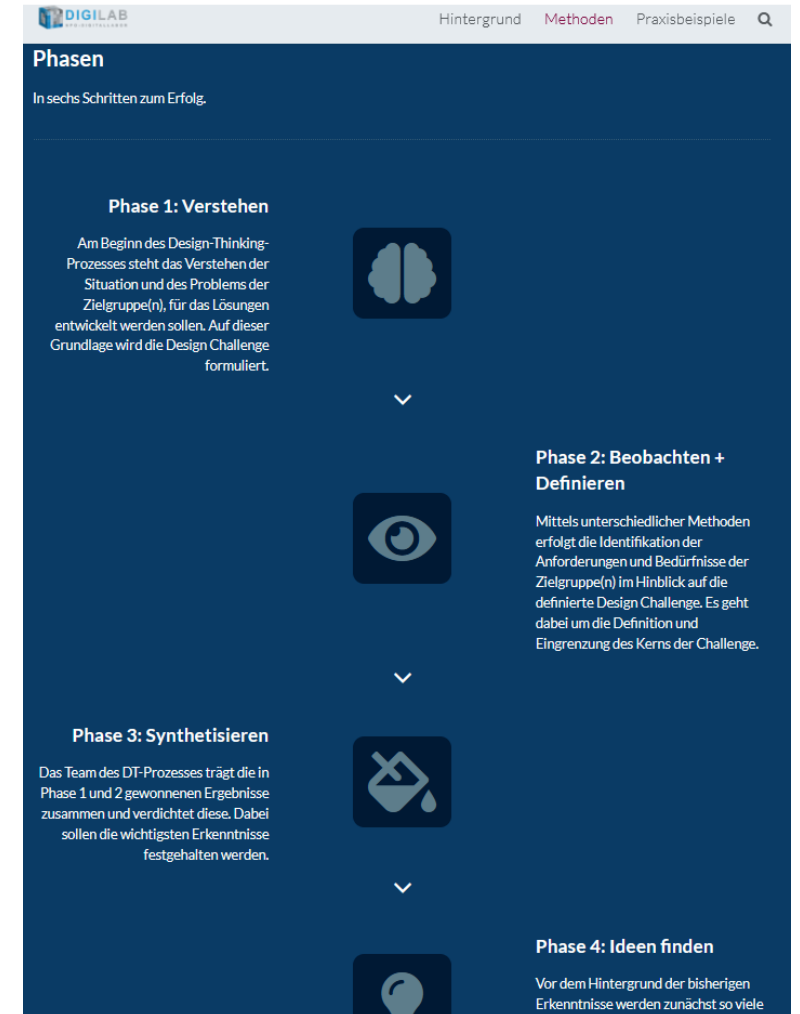 DIGILAB
Hintergrund Methoden Praxisbeispiele
Phasen
In sechs Schritten zum Erfolg.
Phase 1: Verstehen
Am Beginn des Design-Thinking-
Prozesses steht das Verstehen der
Situation und des Problems der
Zielgruppe(n), für das Lösungen
entwickelt werden sollen. Auf dieser
Grundlage wird die Design Challenge
formuliert.
Phase 2: Beobachten +
Definieren
Mittels unterschiedlicher Methoden
erfolgt die Identifikation der
Anforderungen und Bedürfnisse der
Zielgruppe(n) im Hinblick auf die
definierte Design Challenge. Es geht
dabei um die Definition und
Eingrenzung des Kerns der Challenge.
Phase 3: Synthetisieren
Das Team des DT-Prozesses trägt die in
Phase 1 und 2 gewonnenen Ergebnisse
zusammen und verdichtet diese. Dabei
sollen die wichtigsten Erkenntnisse
festgehalten werden.
Phase 4: Ideen finden
Vor dem Hintergrund der bisherigen
Erkenntnisse werden zunächst so viele